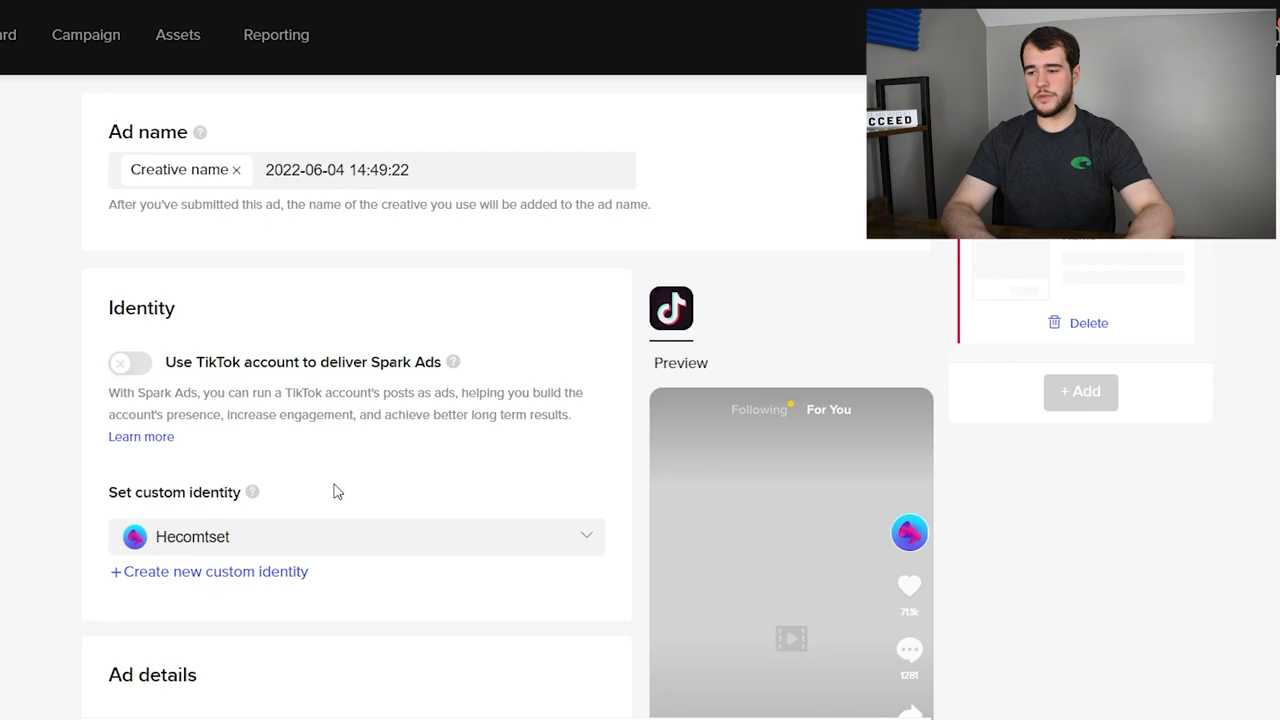 rd
Campaign
Assets
Reporting
CCEED
Ad name ?
Creative name × 2022-06-04 14:49:22
After you've submitted this ad, the name of the creative you use will be added to the ad name.
Identity
Use TikTok account to deliver Spark Ads ?
With Spark Ads, you can run a TikTok account's posts as ads, helping you build the
account's presence, increase engagement, and achieve better long term results.
Learn more
Set custom identity ?
Hecomtset
+Create new custom identity
Ad details
Preview
Following For You
71.1k
1281
Delete
+ Add